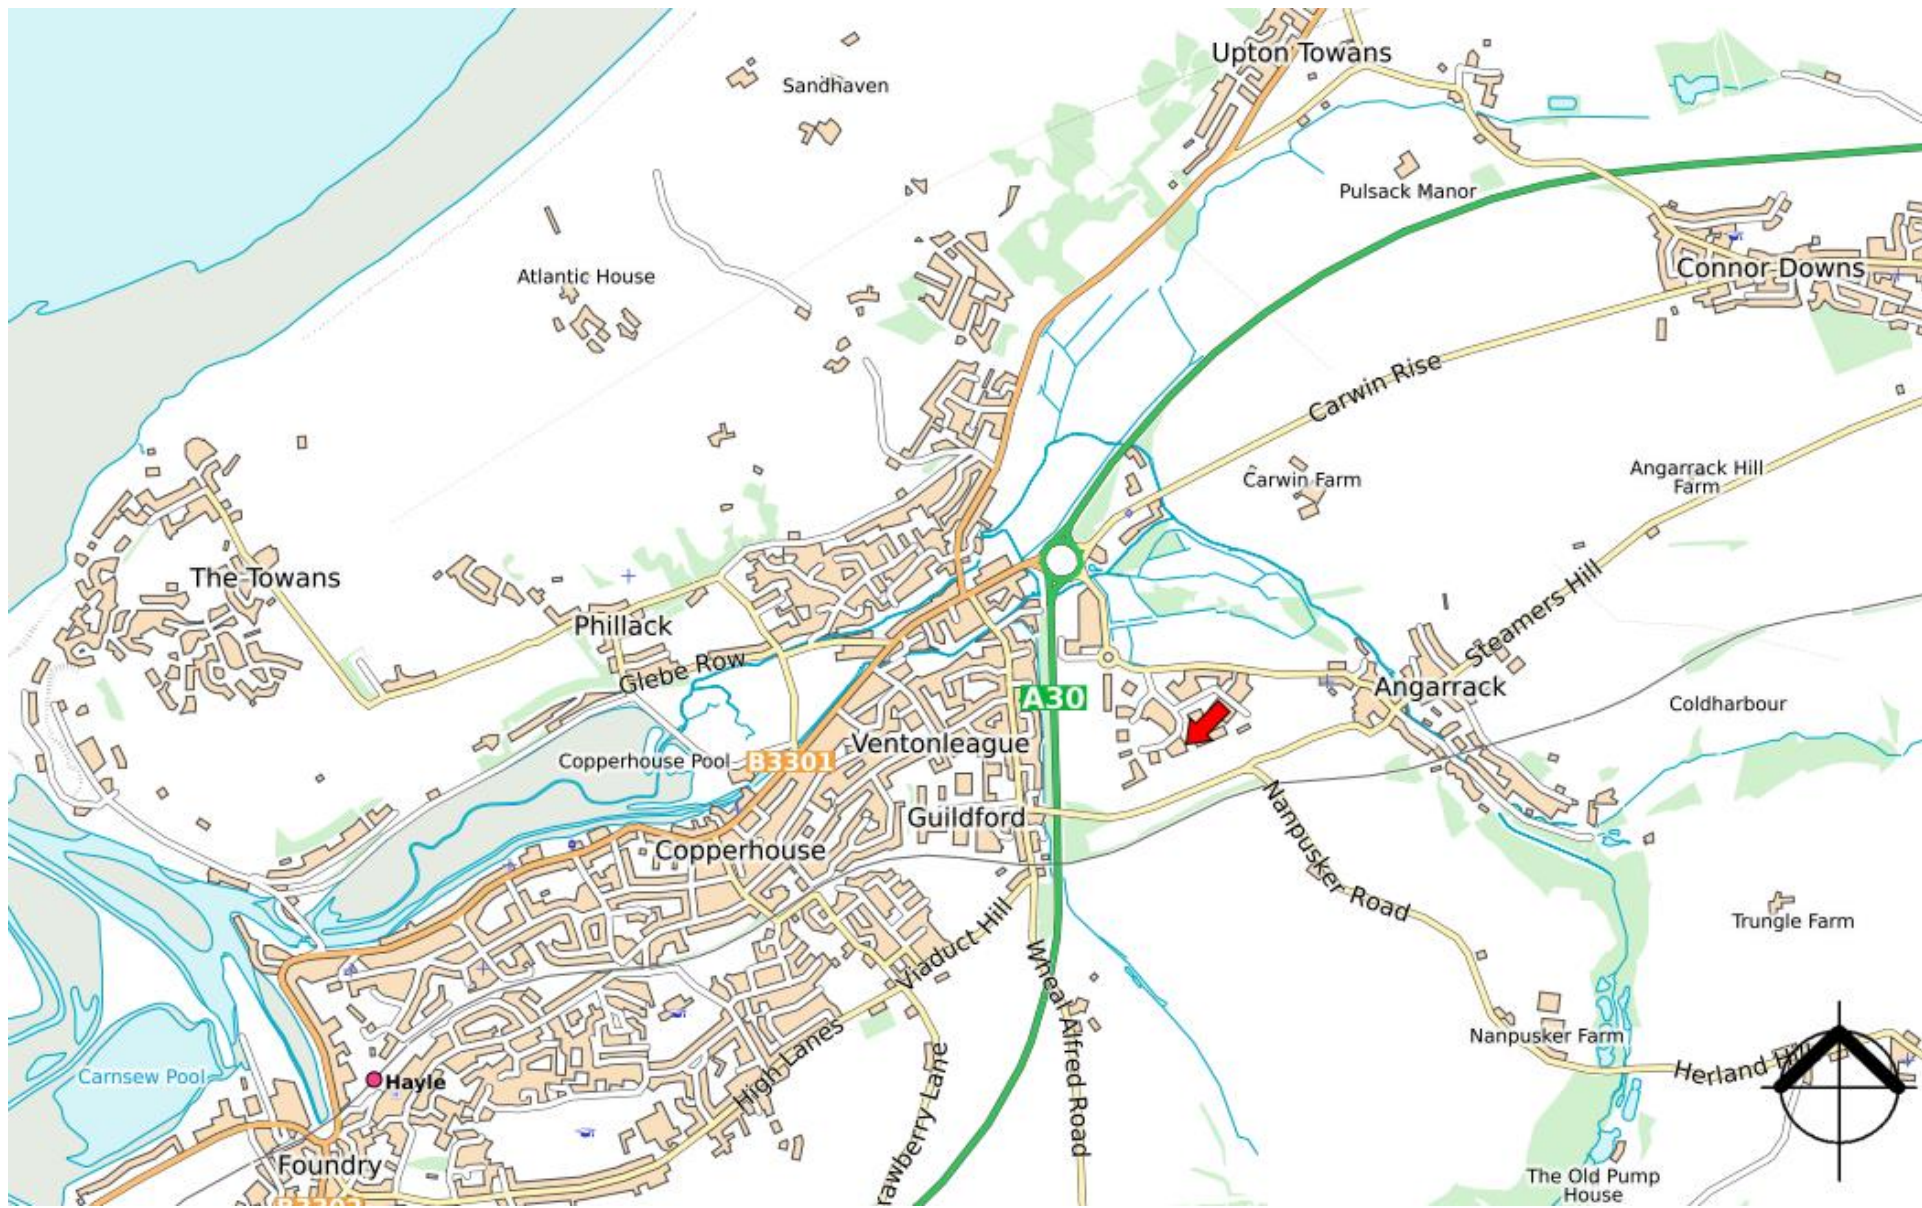 Upton Towans
Sandhaven
Pulsack Manor
Atlantic House
Connor Downs
Carwin Rise
Carwin Farm
Angarrack Hill
Farm
The Towans
Phillack
Steamers Hill
Glebe Row
Angarrack
A30
Coldharbour
Ventonleague
Copperhouse Pool
B3301
Guildford
Copperhouse
Nanpusker Road
Trungle Farm
Viaduct Hill
Wheal Alfred Road
Nanpusker Farm
Herland Hill
Carnsew Pool
Hayle
High Lanes
rawberry Lane
Foundry
The Old Pump
House